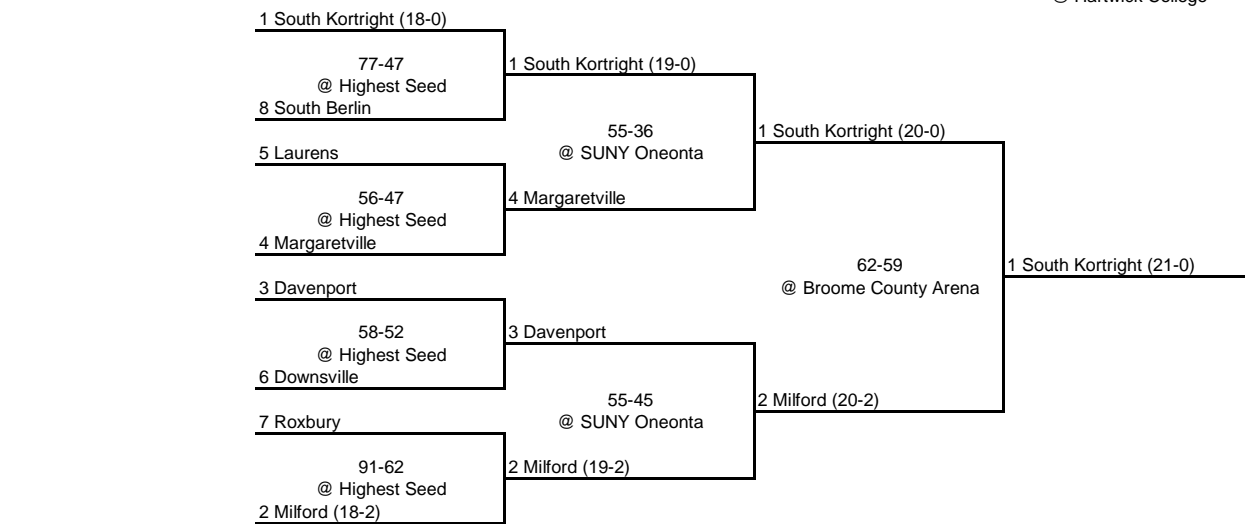 @ Hartwick College
1 South Kortright (18-0)
77-47
@ Highest Seed
8 South Berlin
1 South Kortright (19-0)
55-36
@ SUNY Oneonta
5 Laurens
56-47
@ Highest Seed
4 Margaretville
4 Margaretville
1 South Kortright (20-0)
62-59
@ Broome County Arena
1 South Kortright (21-0)
3 Davenport
58-52
@ Highest Seed
6 Downsville
3 Davenport
55-45
@ SUNY Oneonta
2 Milford (20-2)
7 Roxbury
91-62
@ Highest Seed
2 Milford (18-2)
2 Milford (19-2)